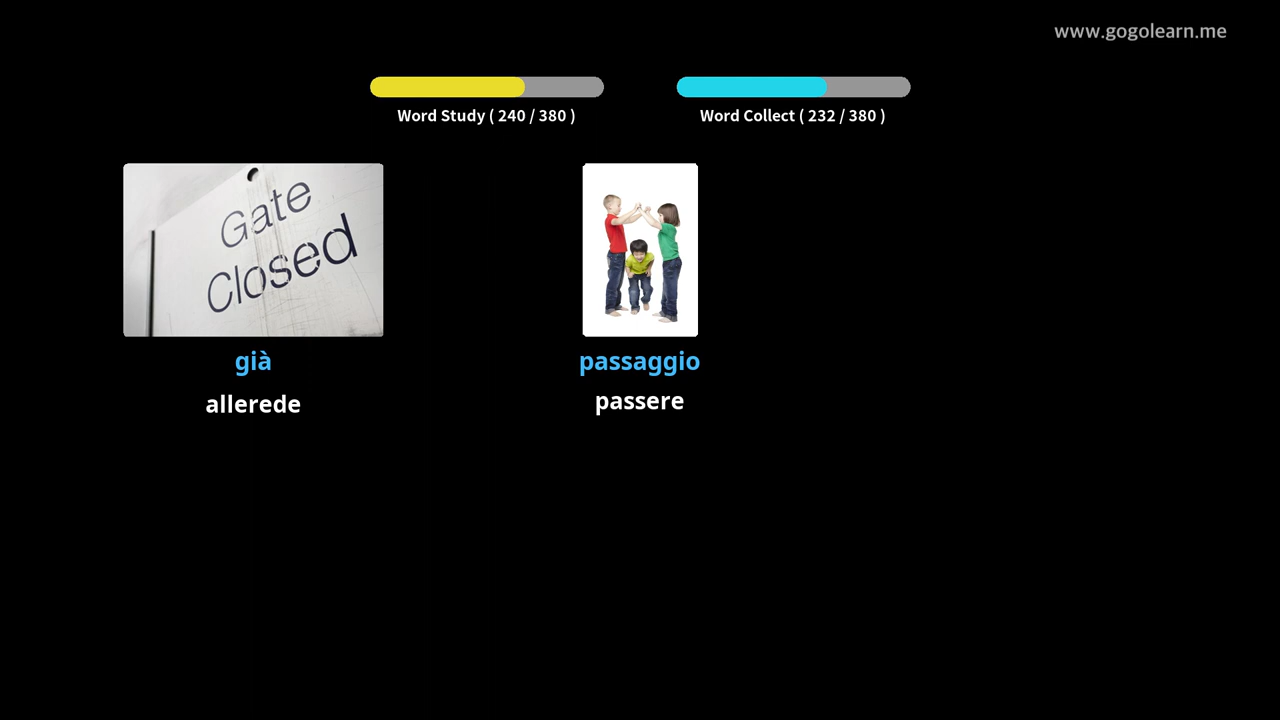 www.gogolearn.me
Word Study ( 240 / 380 )
Word Collect ( 232 / 380 )
Gate
Closed
già
passaggio
allerede
passere